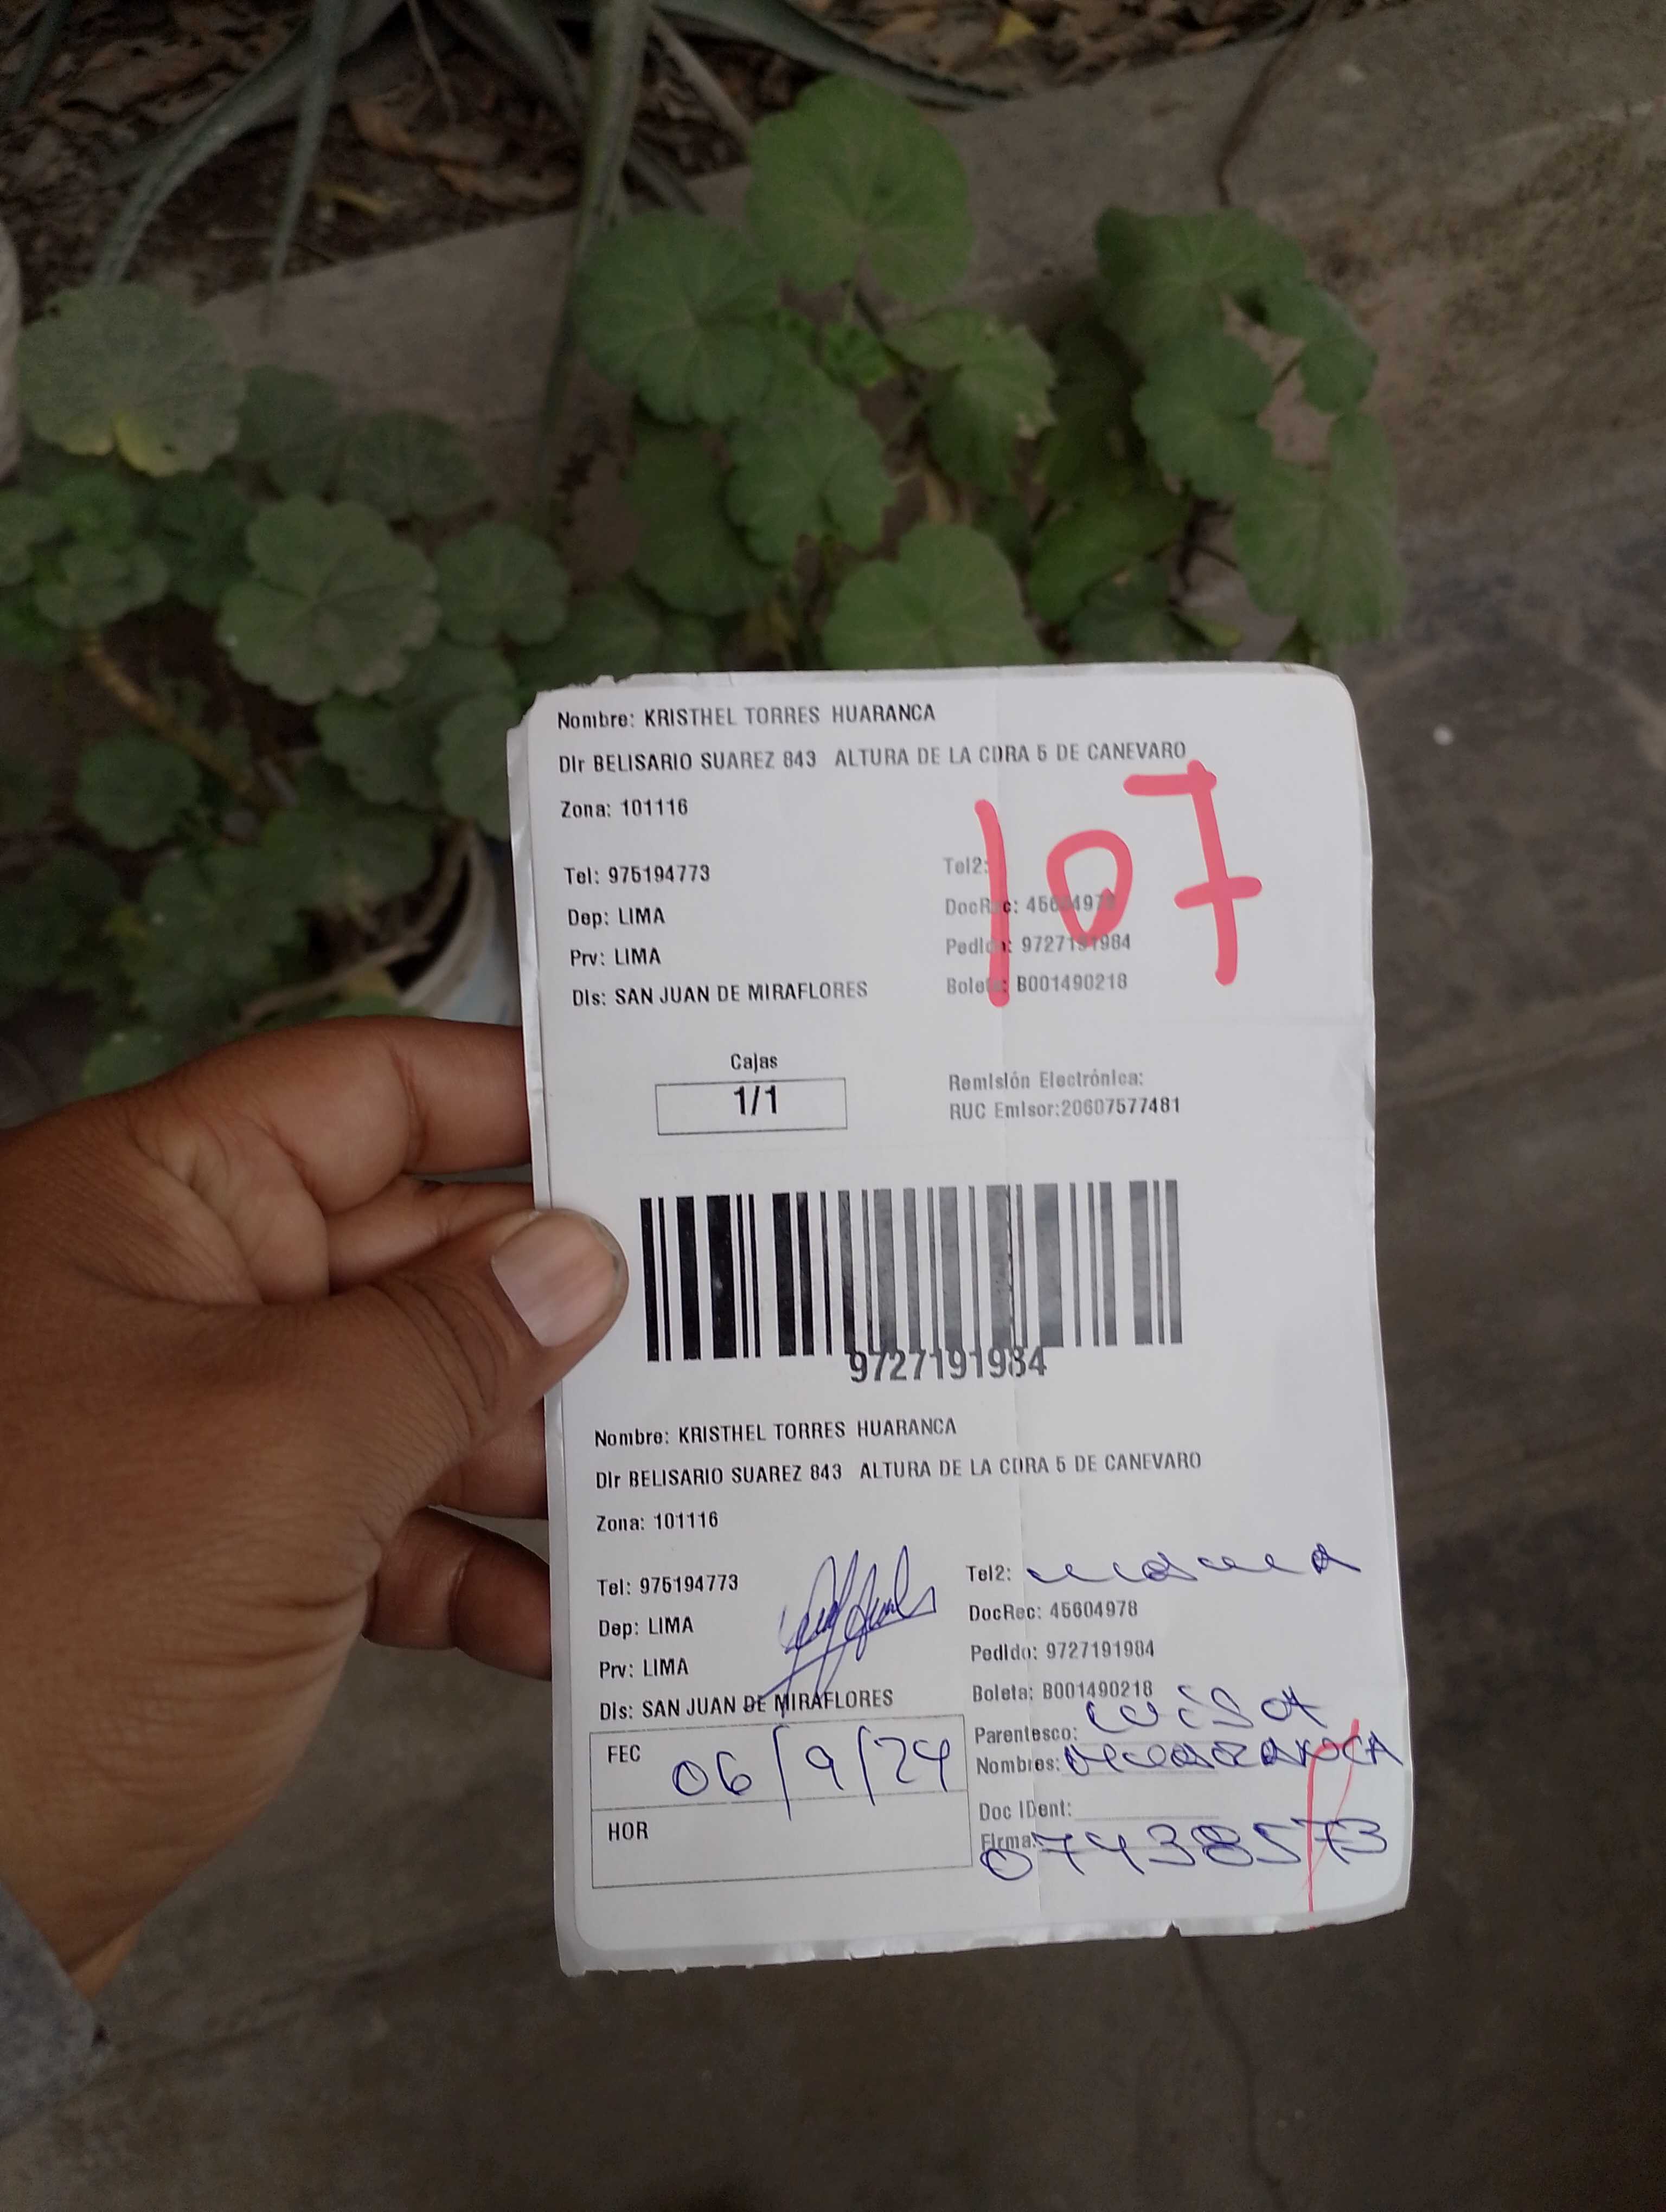 Nombre: KRISTHEL TORRES HUARANCA
Dir BELISARIO SUAREZ 843 ALTURA DE LA CDRA 5 DE CANEVARO
Zona: 101116
107
Tel: 975194773 Tel2:
Dep: LIMA DocRec: 45604978
Prv: LIMA Pedido: 9727191984
Dis: SAN JUAN DE MIRAFLORES Boleta: B001490218
Cajas
1/1
Remisión Electrónica:
RUC Emisor:20607577481
9727191984
Nombre: KRISTHEL TORRES HUARANCA
Dir BELISARIO SUAREZ 843 ALTURA DE LA CDRA 5 DE CANEVARO
Zona: 101116
Tel: 975194773 Tel2: mama
Dep: LIMA DocRec: 45604978
Prv: LIMA Pedido: 9727191984
Dis: SAN JUAN DE MIRAFLORES Boleta: B001490218
FEC 06/9/24 Parentesco:
Nombres:
HOR Doc IDent:
Firma: 07438573